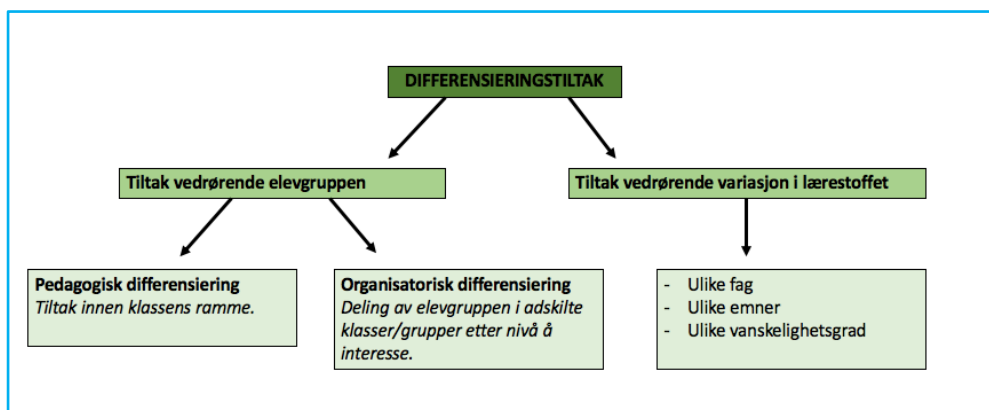 DIFFERENSIERINGSTILTAK
Tiltak vedrørende elevgruppen
Tiltak vedrørende variasjon i lærestoffet
Pedagogisk differensiering
Tiltak innen klassens ramme.
Organisatorisk differensiering
Deling av elevgruppen i adskilte
klasser/grupper etter nivå å
interesse.
- Ulike fag
- Ulike emner
- Ulike vanskelighetsgrad